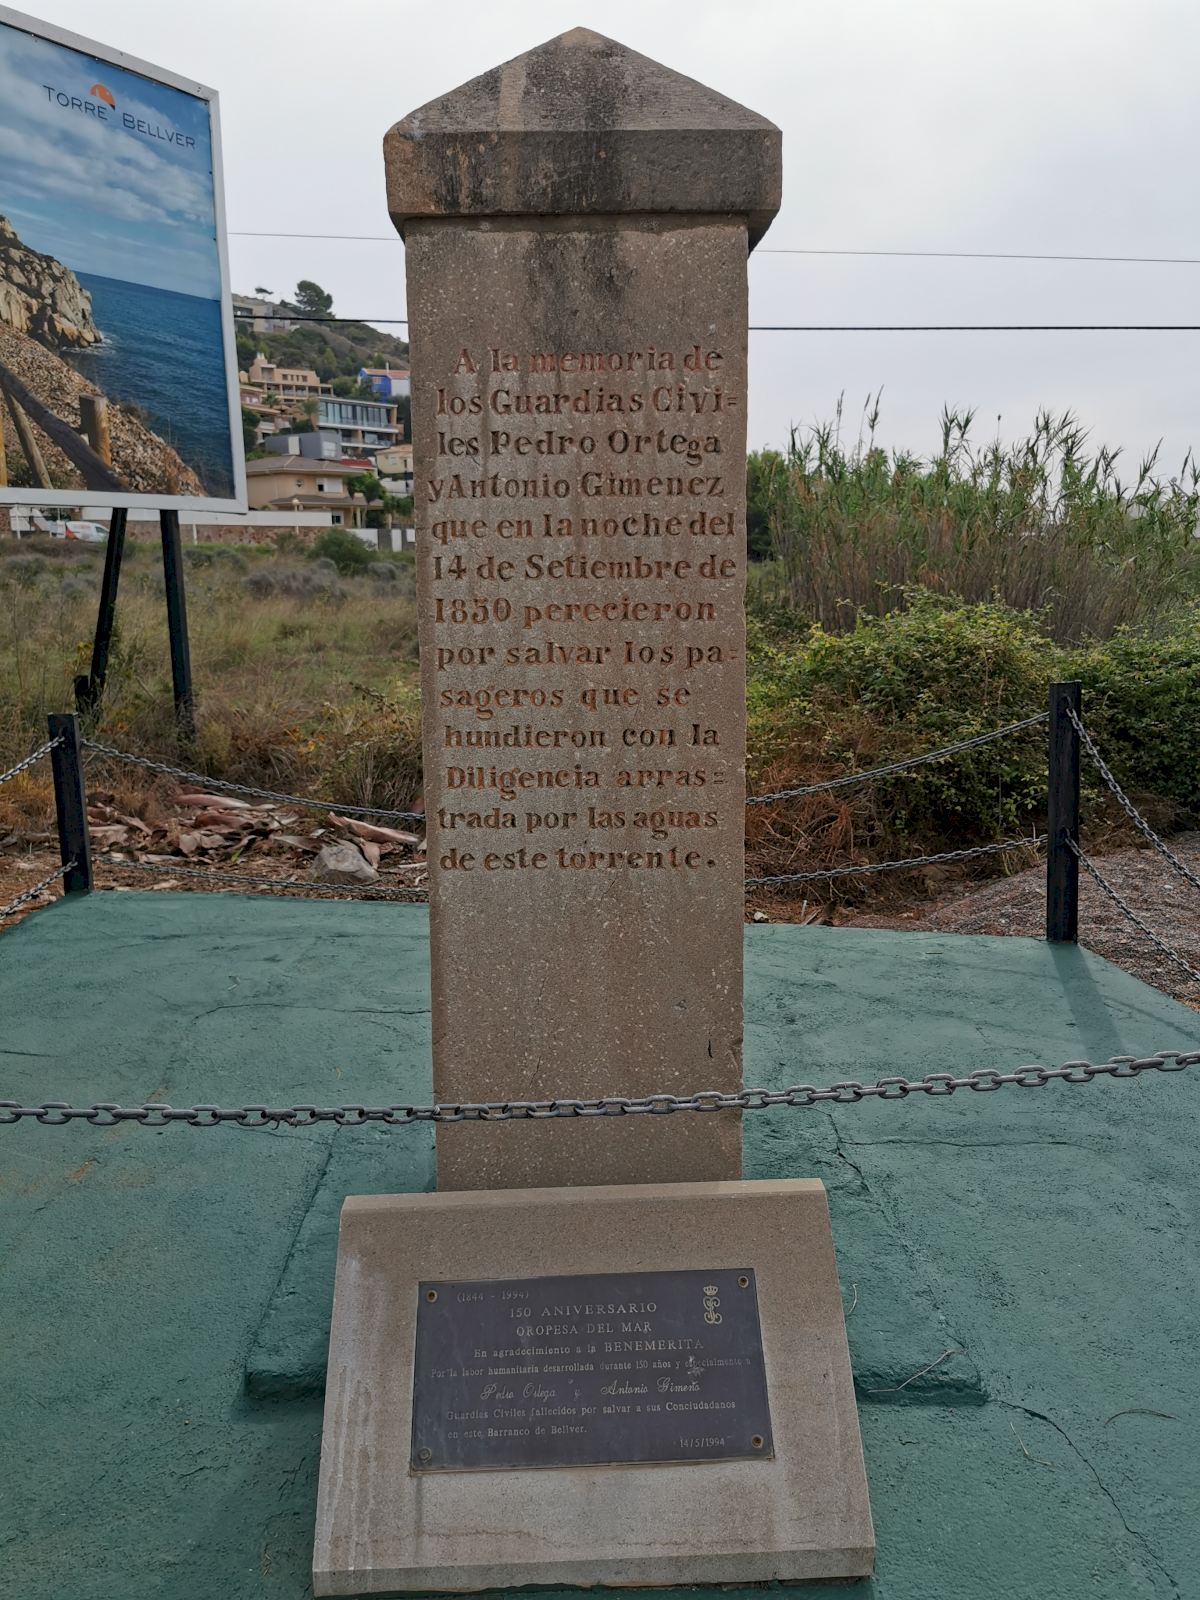 TORRE BELLVER
A la memoria de
los Guardias Civi=
les Pedro Ortega
y Antonio Gimenez
que en la noche del
14 de Setiembre de
1850 perecieron
por salvar los pa=
sageros que se
hundieron con la
Diligencia arras=
trada por las aguas
de este torrente.
(1844 - 1994)
150 ANIVERSARIO
OROPESA DEL MAR
En agradecimiento a la BENEMERITA
Por la labor humanitaria desarrollada durante 150 años y especialmente a
Pedro Ortega y Antonio Gimeno
Guardias Civiles fallecidos por salvar a sus Conciudadanos
en este Barranco de Bellver.
14/5/1994